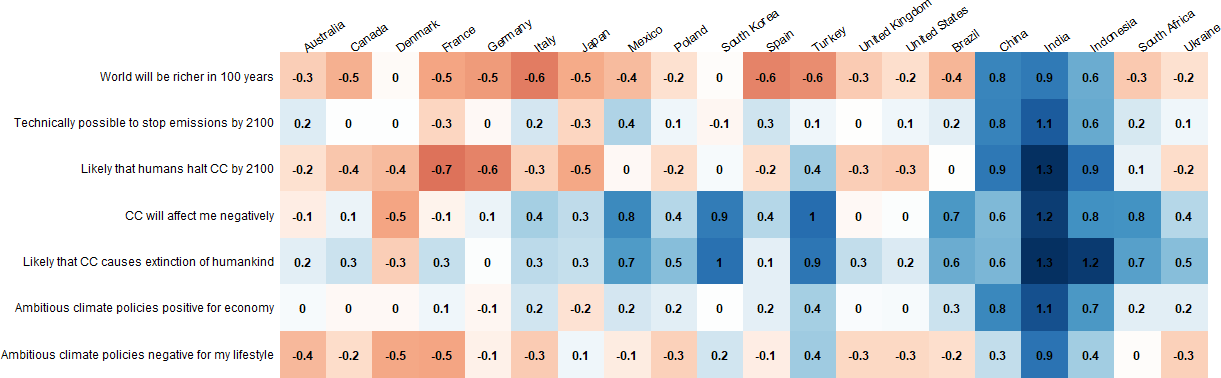 Australia Canada Denmark France Germany Italy Japan Mexico Poland South Korea Spain Turkey United Kingdom United States Brazil China India Indonesia South Africa Ukraine
World will be richer in 100 years -0.3 -0.5 0 -0.5 -0.5 -0.6 -0.5 -0.4 -0.2 0 -0.6 -0.6 -0.3 -0.2 -0.4 0.8 0.9 0.6 -0.3 -0.2
Technically possible to stop emissions by 2100 0.2 0 0 -0.3 0 0.2 -0.3 0.4 0.1 -0.1 0.3 0.1 0 0.1 0.2 0.8 1.1 0.6 0.2 0.1
Likely that humans halt CC by 2100 -0.2 -0.4 -0.4 -0.7 -0.6 -0.3 -0.5 0 -0.2 0 -0.2 0.4 -0.3 -0.3 0 0.9 1.3 0.9 0.1 -0.2
CC will affect me negatively -0.1 0.1 -0.5 -0.1 0.1 0.4 0.3 0.8 0.4 0.9 0.4 1 0 0 0.7 0.6 1.2 0.8 0.8 0.4
Likely that CC causes extinction of humankind 0.2 0.3 -0.3 0.3 0 0.3 0.3 0.7 0.5 1 0.1 0.9 0.3 0.2 0.6 0.6 1.3 1.2 0.7 0.5
Ambitious climate policies positive for economy 0 0 0 0.1 -0.1 0.2 -0.2 0.2 0.2 0 0.2 0.4 0 0 0.3 0.8 1.1 0.7 0.2 0.2
Ambitious climate policies negative for my lifestyle -0.4 -0.2 -0.5 -0.5 -0.1 -0.3 0.1 -0.1 -0.3 0.2 -0.1 0.4 -0.3 -0.3 -0.2 0.3 0.9 0.4 0 -0.3